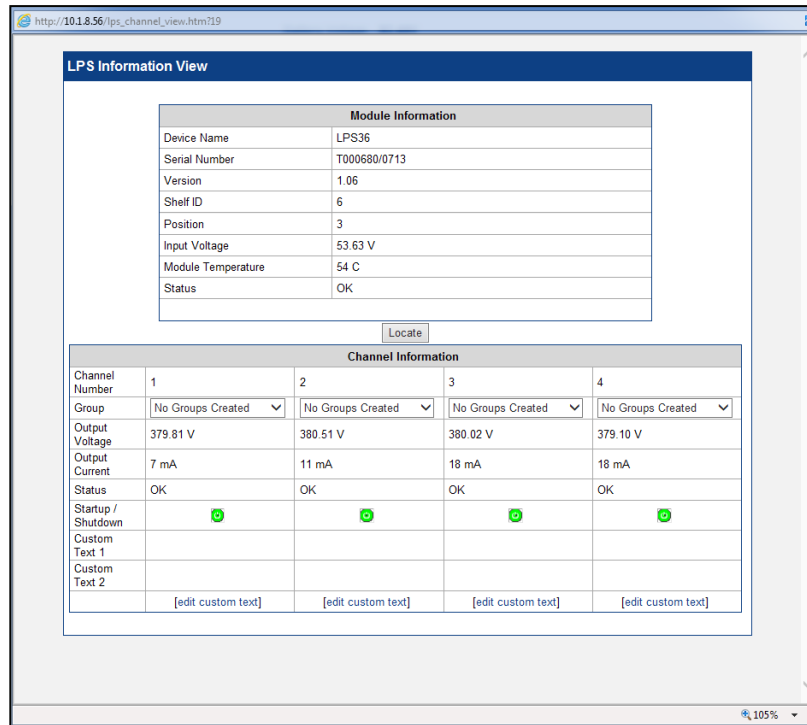 http://10.1.8.56/lps_channel_view.htm?19
LPS Information View
Module Information
Device Name LPS36
Serial Number T000680/0713
Version 1.06
Shelf ID 6
Position 3
Input Voltage 53.63 V
Module Temperature 54 C
Status OK
Locate
Channel Information
Channel Number 1 2 3 4
Group No Groups Created No Groups Created No Groups Created No Groups Created
Output Voltage 379.81 V 380.51 V 380.02 V 379.10 V
Output Current 7 mA 11 mA 18 mA 18 mA
Status OK OK OK OK
Startup / Shutdown
Custom Text 1
Custom Text 2
[edit custom text] [edit custom text] [edit custom text] [edit custom text]
105%